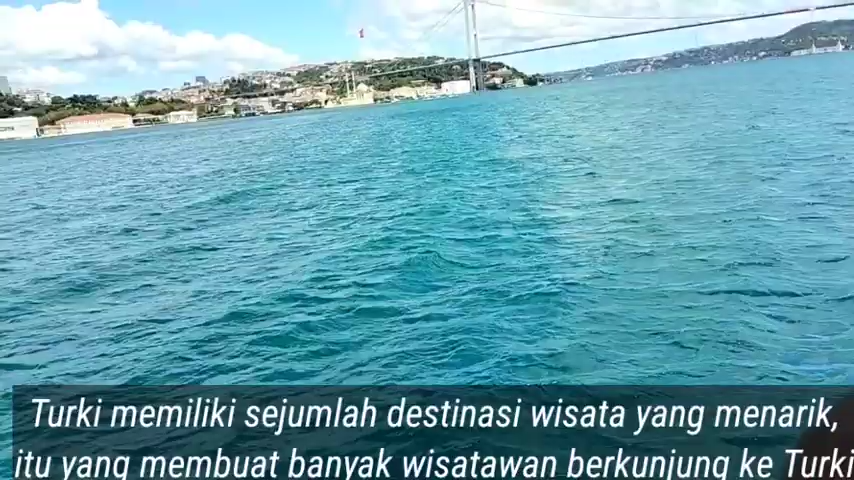 Turki memiliki sejumlah destinasi wisata yang menarik,
itu yang membuat banyak wisatawan berkunjung ke Turki